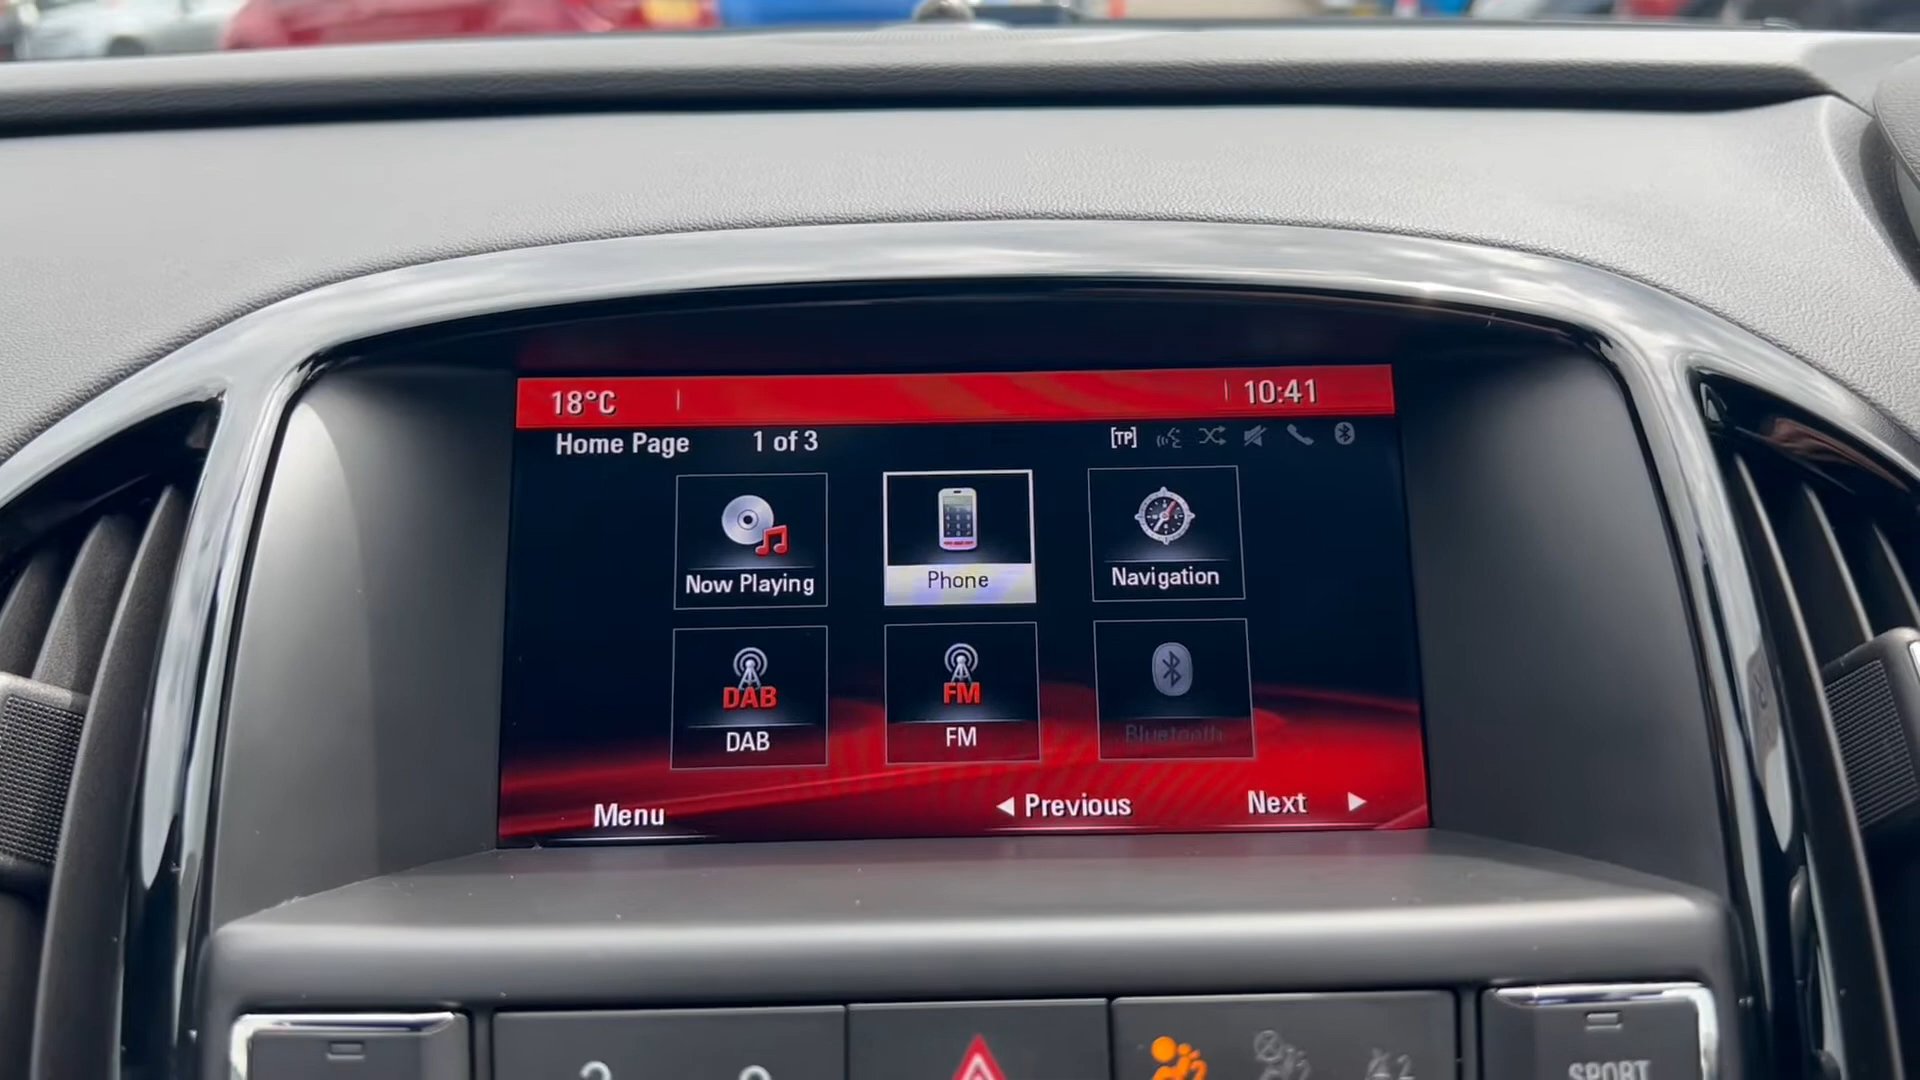 18°C 10:41
Home Page 1 of 3 [TP]
Now Playing Phone Navigation
DAB FM
DAB FM Bluetooth
Menu Previous Next
2 SPORT